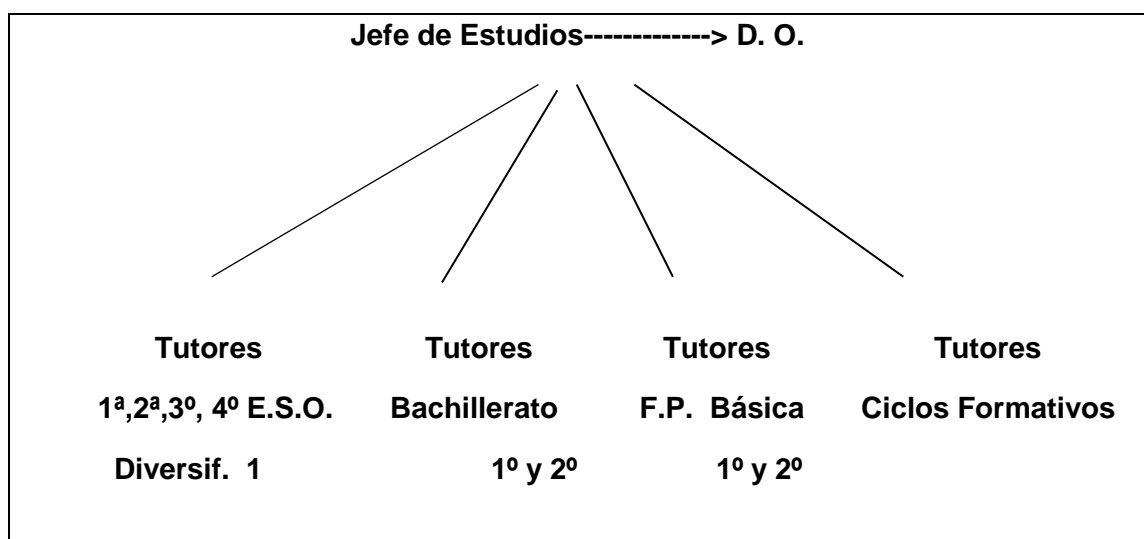 Jefe de Estudios-------------> D. O.
Tutores Tutores Tutores Tutores
1ª,2ª,3º, 4º E.S.O. Bachillerato F.P. Básica Ciclos Formativos
Diversif. 1 1º y 2º 1º y 2º